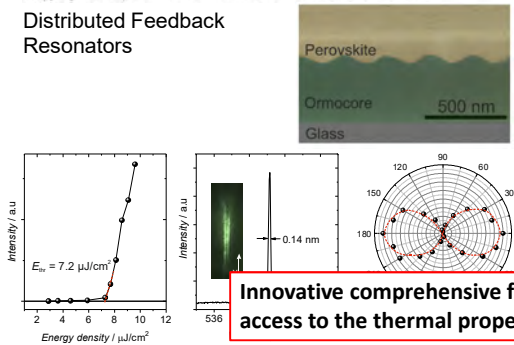 Distributed Feedback
Resonators
Perovskite
Ormocore
500 nm
Glass
Intensity / a.u
E_thr = 7.2 μJ/cm²
2 4 6 8 10 12
Energy density / μJ/cm²
Intensity / a.u
0.14 nm
536
90
120 60
150 30
180
Innovative comprehensive f
access to the thermal prope